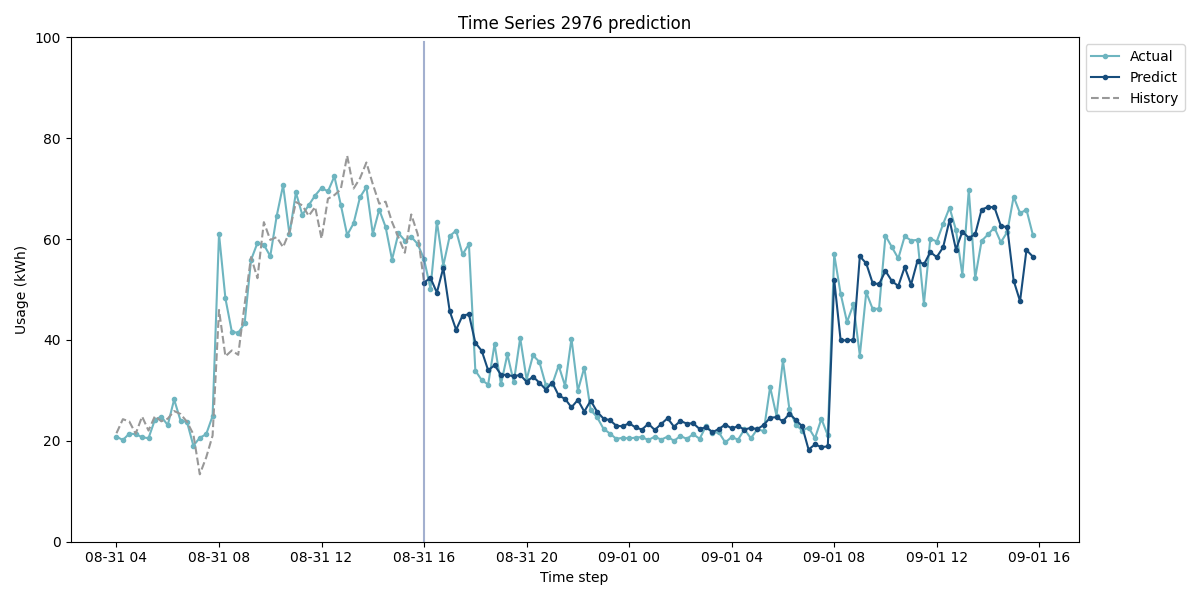 Time Series 2976 prediction
100
80
60
40
20
0
Usage (kWh)
08-31 04
08-31 08
08-31 12
08-31 16
08-31 20
09-01 00
09-01 04
09-01 08
09-01 12
09-01 16
Time step
Actual
Predict
History